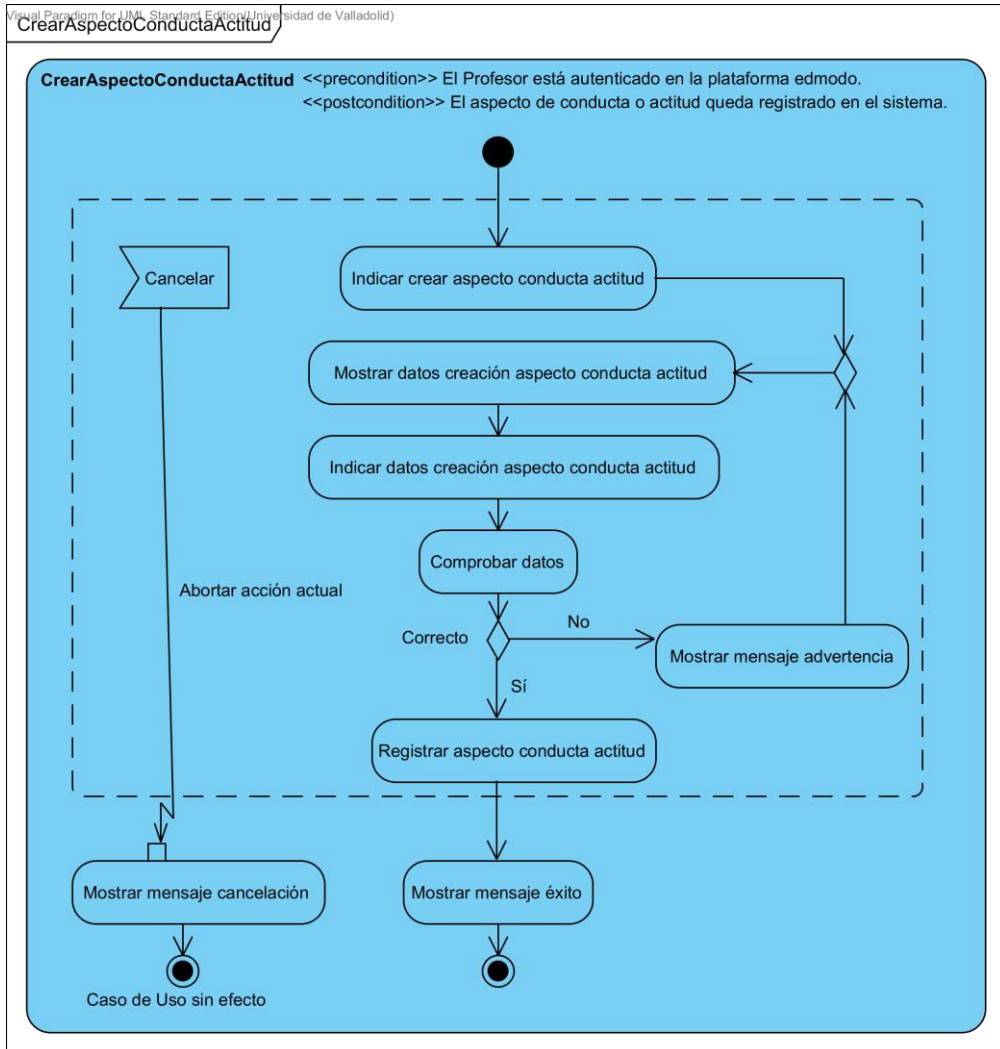 Visual Paradigm for UML Standard Edition(Universidad de Valladolid)
CrearAspectoConductaActitud
CrearAspectoConductaActitud <<precondition>> El Profesor está autenticado en la plataforma edmodo.
<<postcondition>> El aspecto de conducta o actitud queda registrado en el sistema.
Cancelar
Indicar crear aspecto conducta actitud
Mostrar datos creación aspecto conducta actitud
Indicar datos creación aspecto conducta actitud
Comprobar datos
Abortar acción actual
Correcto
No
Mostrar mensaje advertencia
Sí
Registrar aspecto conducta actitud
Mostrar mensaje cancelación
Mostrar mensaje éxito
Caso de Uso sin efecto